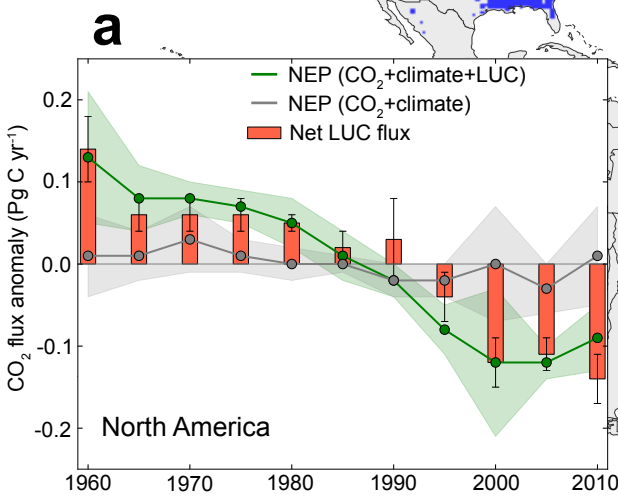 a
NEP (CO₂+climate+LUC)
NEP (CO₂+climate)
Net LUC flux
CO₂ flux anomaly (Pg C yr⁻¹)
0.2
0.1
0.0
-0.1
-0.2
North America
1960 1970 1980 1990 2000 2010